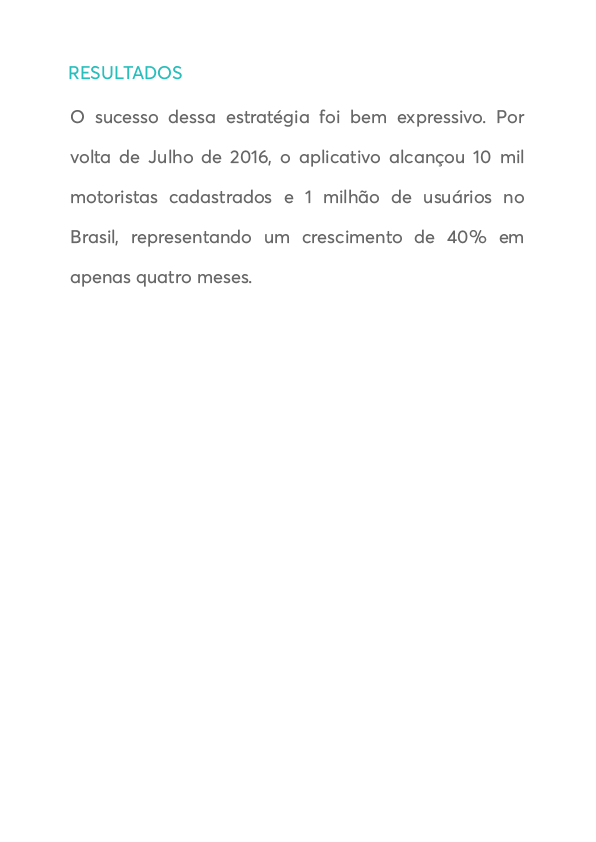 RESULTADOS
O sucesso dessa estratégia foi bem expressivo. Por
volta de Julho de 2016, o aplicativo alcançou 10 mil
motoristas cadastrados e 1 milhão de usuários no
Brasil, representando um crescimento de 40% em
apenas quatro meses.